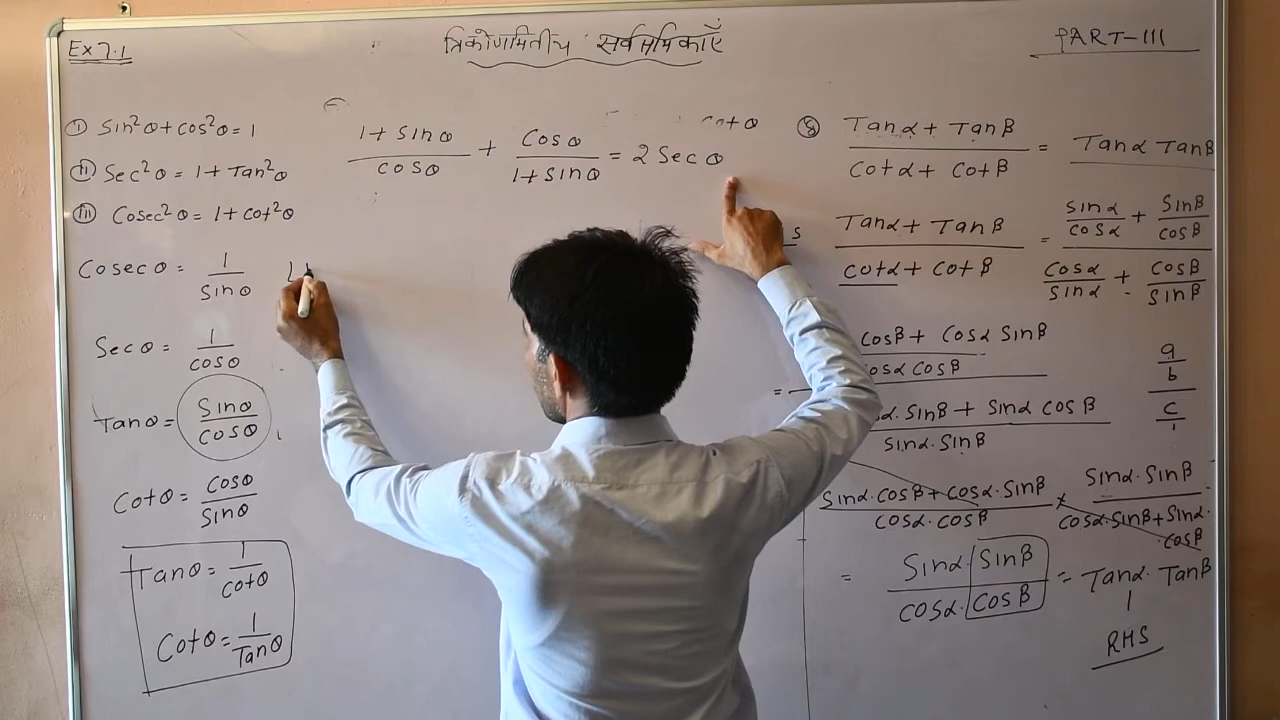 Ex 7.1
त्रिकोणमितीय सर्वसमिकाएँ
PART-III
(i) Sin²θ + cos²θ = 1
(ii) Sec²θ = 1 + Tan²θ
(iii) Cosec²θ = 1 + cot²θ
Cosecθ = 1/Sinθ
Secθ = 1/cosθ
Tanθ = Sinθ/cosθ
Cotθ = Cosθ/Sinθ
Tanθ = 1/cotθ
Cotθ = 1/Tanθ
(1 + Sinθ)/cosθ + Cosθ/(1 + Sinθ) = 2 Sec θ
cotθ
LH
S
(8) (Tanα + Tanβ)/(Cotα + Cotβ) = Tanα Tanβ
(Tanα + Tanβ)/(cotα + Cotβ) = (Sinα/cosα + Sinβ/cosβ)/(Cosα/Sinα + Cosβ/Sinβ)
= cosβ + Cosα Sinβ
cosα cosβ
α. Sinβ + Sinα cosβ
Sinα. Sinβ
a/b
c/1
(Sinα. cosβ + cosα. Sinβ)/(cosα. cosβ) × (Sinα. Sinβ)/(cosα. Sinβ + Sinα. cosβ)
= (Sinα. Sinβ)/(cosα. Cosβ) = Tanα. Tanβ
RHS